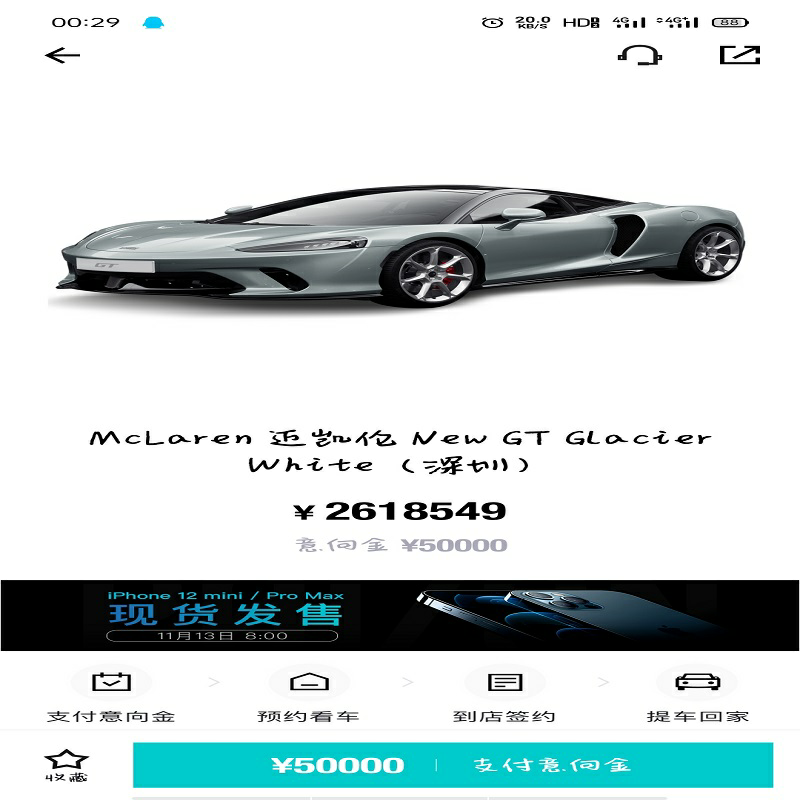 00:29
20.0 KB/S HD 4G 4G+ 88
GT
McLaren 迈凯伦 New GT Glacier
White（深圳）
¥2618549
意向金 ¥50000
iPhone 12 mini / Pro Max
现货发售
11月13日 8:00
支付意向金 > 预约看车 > 到店签约 > 提车回家
收藏
¥50000 | 支付意向金